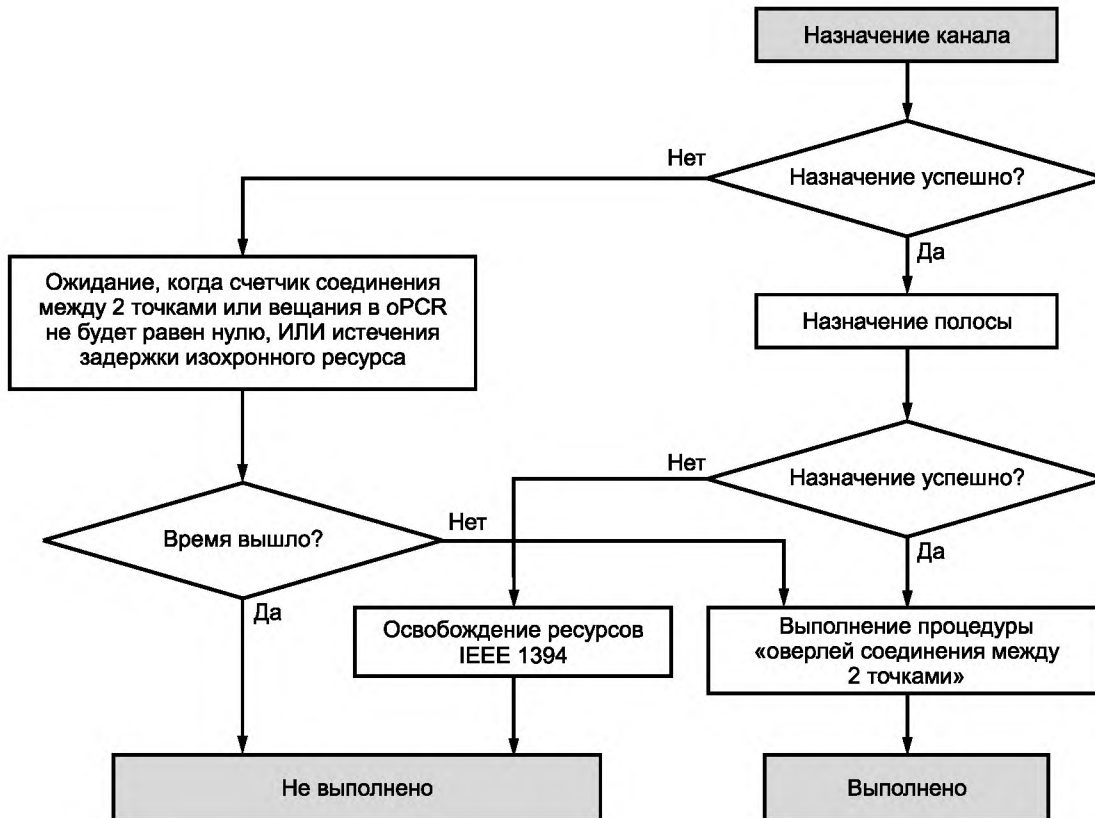 Назначение канала
Нет
Назначение успешно?
Да
Ожидание, когда счетчик соединения
между 2 точками или вещания в oPCR
не будет равен нулю, ИЛИ истечения
задержки изохронного ресурса
Назначение полосы
Нет
Назначение успешно?
Да
Время вышло?
Нет
Да
Освобождение ресурсов
IEEE 1394
Выполнение процедуры
«оверлей соединения между
2 точками»
Не выполнено
Выполнено